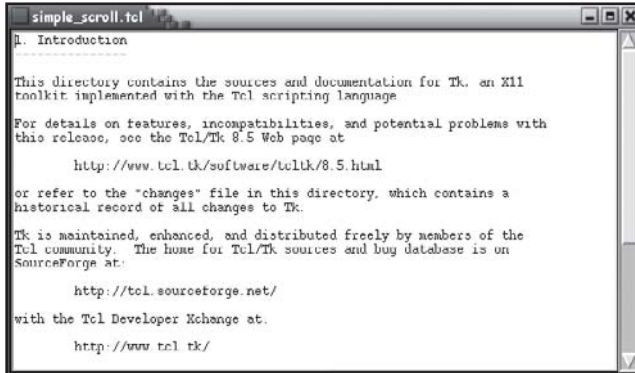 simple_scroll.tcl
1. Introduction
---------------
This directory contains the sources and documentation for Tk, an X11
toolkit implemented with the Tcl scripting language
For details on features, incompatibilities, and potential problems with
this release, see the Tcl/Tk 8.5 Web page at
http://www.tcl.tk/software/tcltk/8.5.html
or refer to the "changes" file in this directory, which contains a
historical record of all changes to Tk.
Tk is maintained, enhanced, and distributed freely by members of the
Tcl community.  The home for Tcl/Tk sources and bug database is on
SourceForge at:
http://tcl.sourceforge.net/
with the Tcl Developer Xchange at:
http://www.tcl.tk/